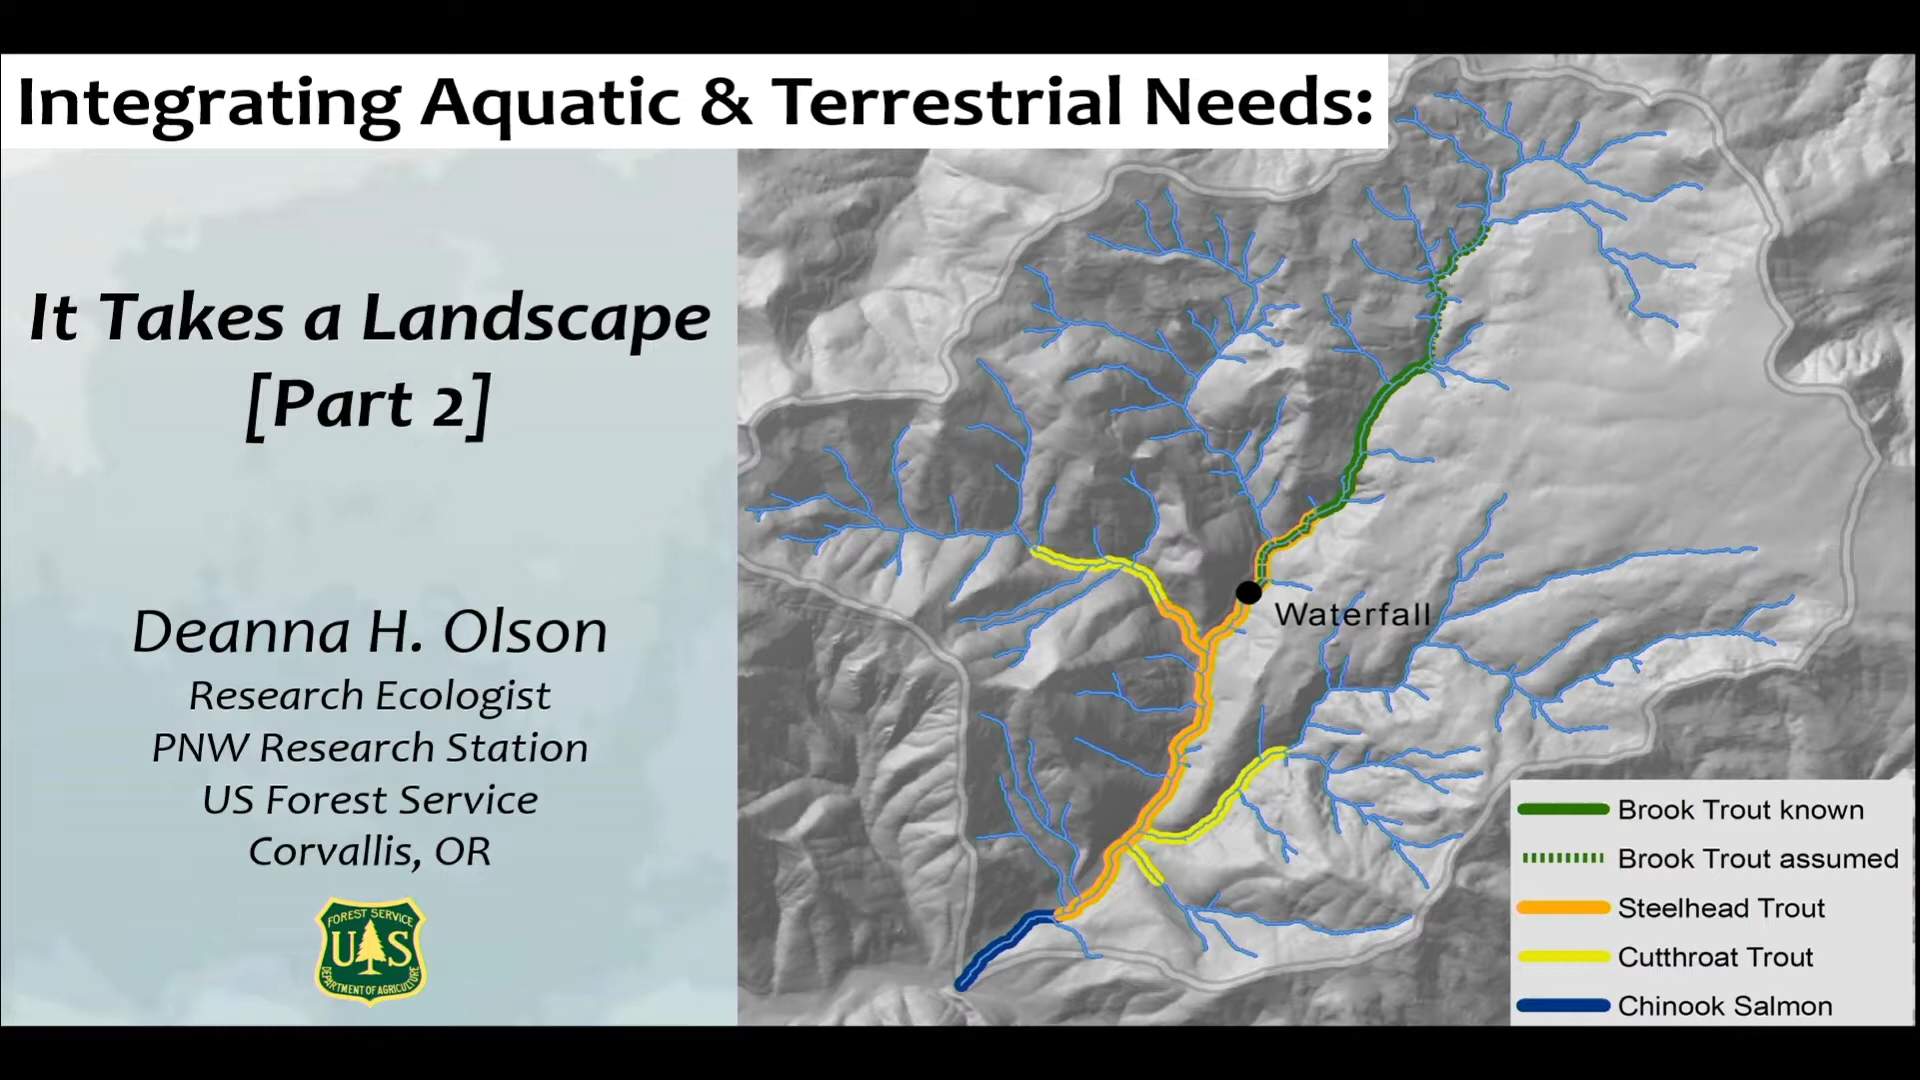 Integrating Aquatic & Terrestrial Needs:
It Takes a Landscape
[Part 2]
Deanna H. Olson
Research Ecologist
PNW Research Station
US Forest Service
Corvallis, OR
FOREST SERVICE
U S
DEPARTMENT OF AGRICULTURE
Waterfall
Brook Trout known
Brook Trout assumed
Steelhead Trout
Cutthroat Trout
Chinook Salmon